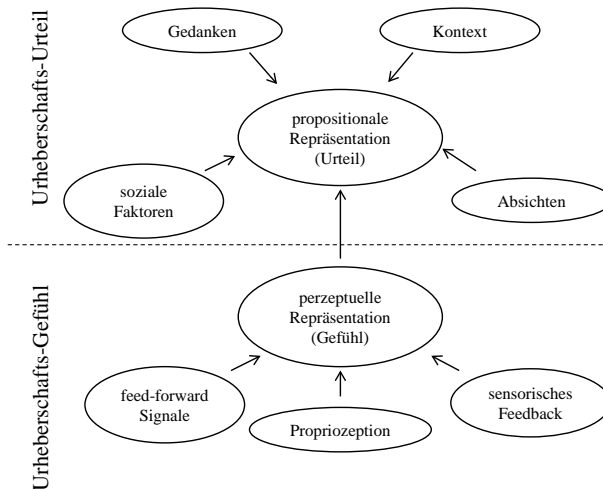 Urheberschafts-Urteil
Gedanken
Kontext
propositionale
Repräsentation
(Urteil)
soziale
Faktoren
Absichten
Urheberschafts-Gefühl
perzeptuelle
Repräsentation
(Gefühl)
feed-forward
Signale
Propriozeption
sensorisches
Feedback